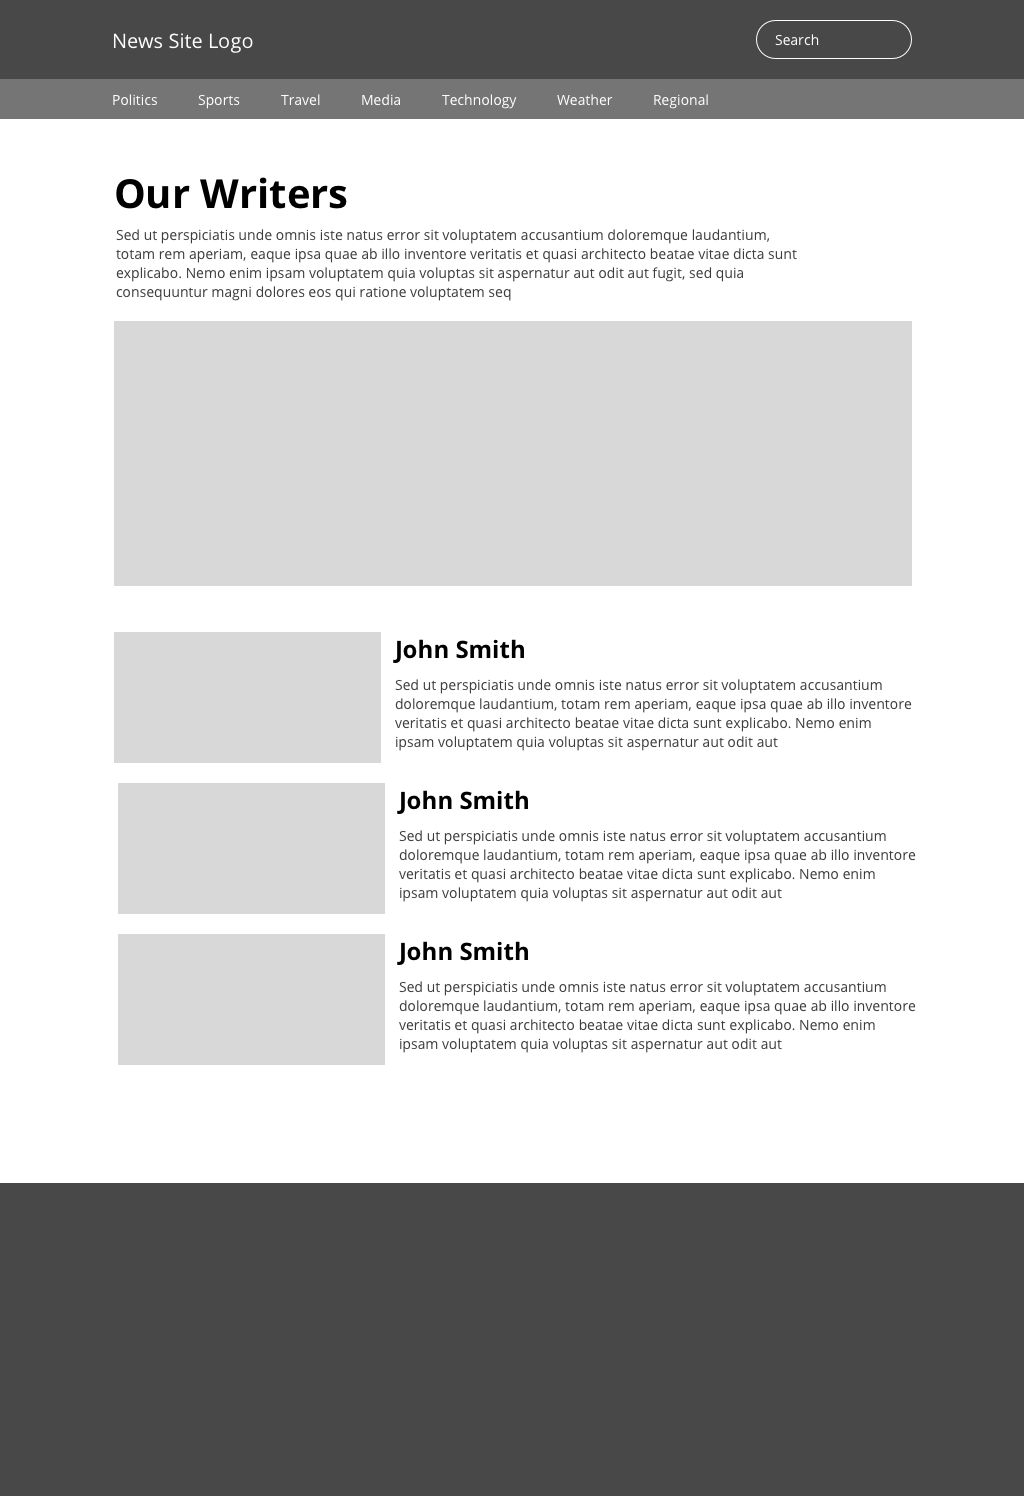 News Site Logo
Search
Politics Sports Travel Media Technology Weather Regional
Our Writers
Sed ut perspiciatis unde omnis iste natus error sit voluptatem accusantium doloremque laudantium,
totam rem aperiam, eaque ipsa quae ab illo inventore veritatis et quasi architecto beatae vitae dicta sunt
explicabo. Nemo enim ipsam voluptatem quia voluptas sit aspernatur aut odit aut fugit, sed quia
consequuntur magni dolores eos qui ratione voluptatem seq
John Smith
Sed ut perspiciatis unde omnis iste natus error sit voluptatem accusantium
doloremque laudantium, totam rem aperiam, eaque ipsa quae ab illo inventore
veritatis et quasi architecto beatae vitae dicta sunt explicabo. Nemo enim
ipsam voluptatem quia voluptas sit aspernatur aut odit aut
John Smith
Sed ut perspiciatis unde omnis iste natus error sit voluptatem accusantium
doloremque laudantium, totam rem aperiam, eaque ipsa quae ab illo inventore
veritatis et quasi architecto beatae vitae dicta sunt explicabo. Nemo enim
ipsam voluptatem quia voluptas sit aspernatur aut odit aut
John Smith
Sed ut perspiciatis unde omnis iste natus error sit voluptatem accusantium
doloremque laudantium, totam rem aperiam, eaque ipsa quae ab illo inventore
veritatis et quasi architecto beatae vitae dicta sunt explicabo. Nemo enim
ipsam voluptatem quia voluptas sit aspernatur aut odit aut